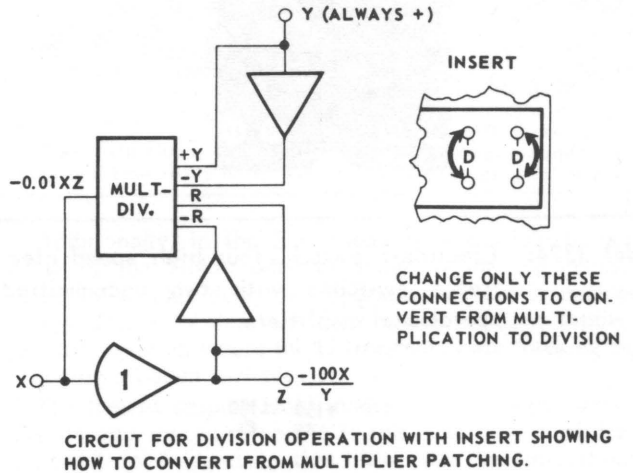 Y (ALWAYS +)
INSERT
+Y
-Y
R
-R
MULT-
DIV.
-0.01XZ
D D
CHANGE ONLY THESE
CONNECTIONS TO CON-
VERT FROM MULTI-
PLICATION TO DIVISION
X
1
Z
-100X
Y
CIRCUIT FOR DIVISION OPERATION WITH INSERT SHOWING
HOW TO CONVERT FROM MULTIPLIER PATCHING.